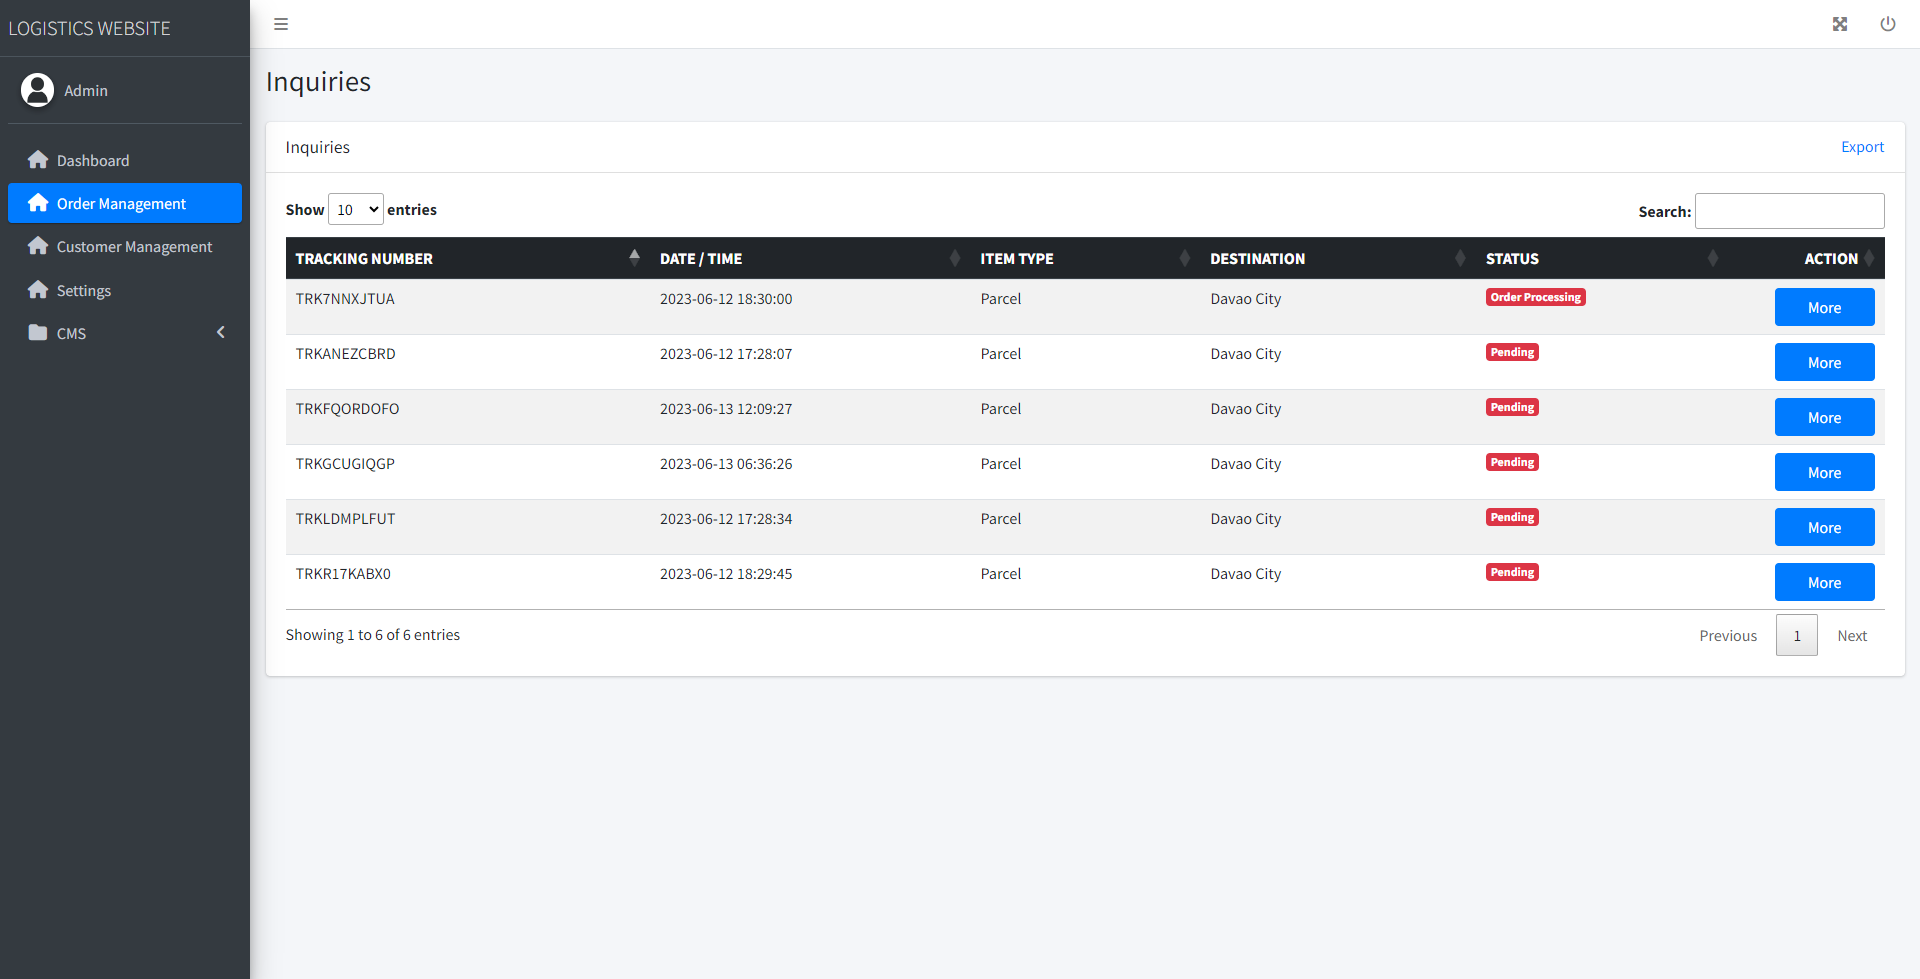 LOGISTICS WEBSITE
Admin
Dashboard
Order Management
Customer Management
Settings
CMS
Inquiries
Inquiries Export
Show 10 entries Search:
TRACKING NUMBER DATE / TIME ITEM TYPE DESTINATION STATUS ACTION
TRK7NNXJTUA 2023-06-12 18:30:00 Parcel Davao City Order Processing More
TRKANEZCBRD 2023-06-12 17:28:07 Parcel Davao City Pending More
TRKFQORDOFO 2023-06-13 12:09:27 Parcel Davao City Pending More
TRKGCUGIQGP 2023-06-13 06:36:26 Parcel Davao City Pending More
TRKLDMPLFUT 2023-06-12 17:28:34 Parcel Davao City Pending More
TRKR17KABX0 2023-06-12 18:29:45 Parcel Davao City Pending More
Showing 1 to 6 of 6 entries Previous 1 Next